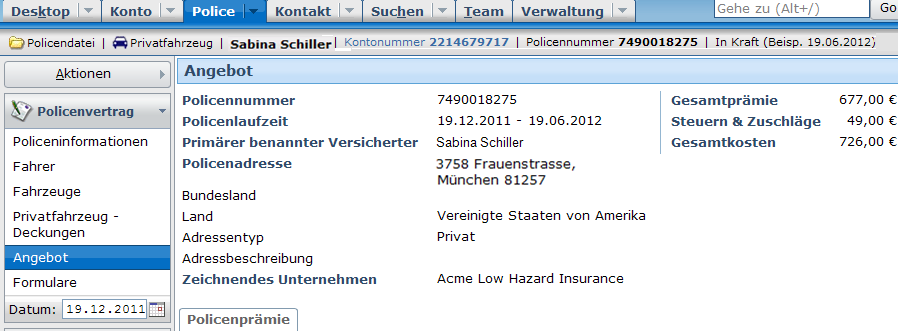 Desktop Konto Police Kontakt Suchen Team Verwaltung Gehe zu (Alt+/) Go
Policendatei | Privatfahrzeug | Sabina Schiller | Kontonummer 2214679717 | Policennummer 7490018275 | In Kraft (Beisp. 19.06.2012)
Aktionen
Policenvertrag
Policeninformationen
Fahrer
Fahrzeuge
Privatfahrzeug -
Deckungen
Angebot
Formulare
Datum: 19.12.2011
Angebot
Policennummer 7490018275
Policenlaufzeit 19.12.2011 - 19.06.2012
Primärer benannter Versicherter Sabina Schiller
Policenadresse 3758 Frauenstrasse,
München 81257
Bundesland
Land Vereinigte Staaten von Amerika
Adressentyp Privat
Adressbeschreibung
Zeichnendes Unternehmen Acme Low Hazard Insurance
Gesamtprämie 677,00 €
Steuern & Zuschläge 49,00 €
Gesamtkosten 726,00 €
Policenprämie